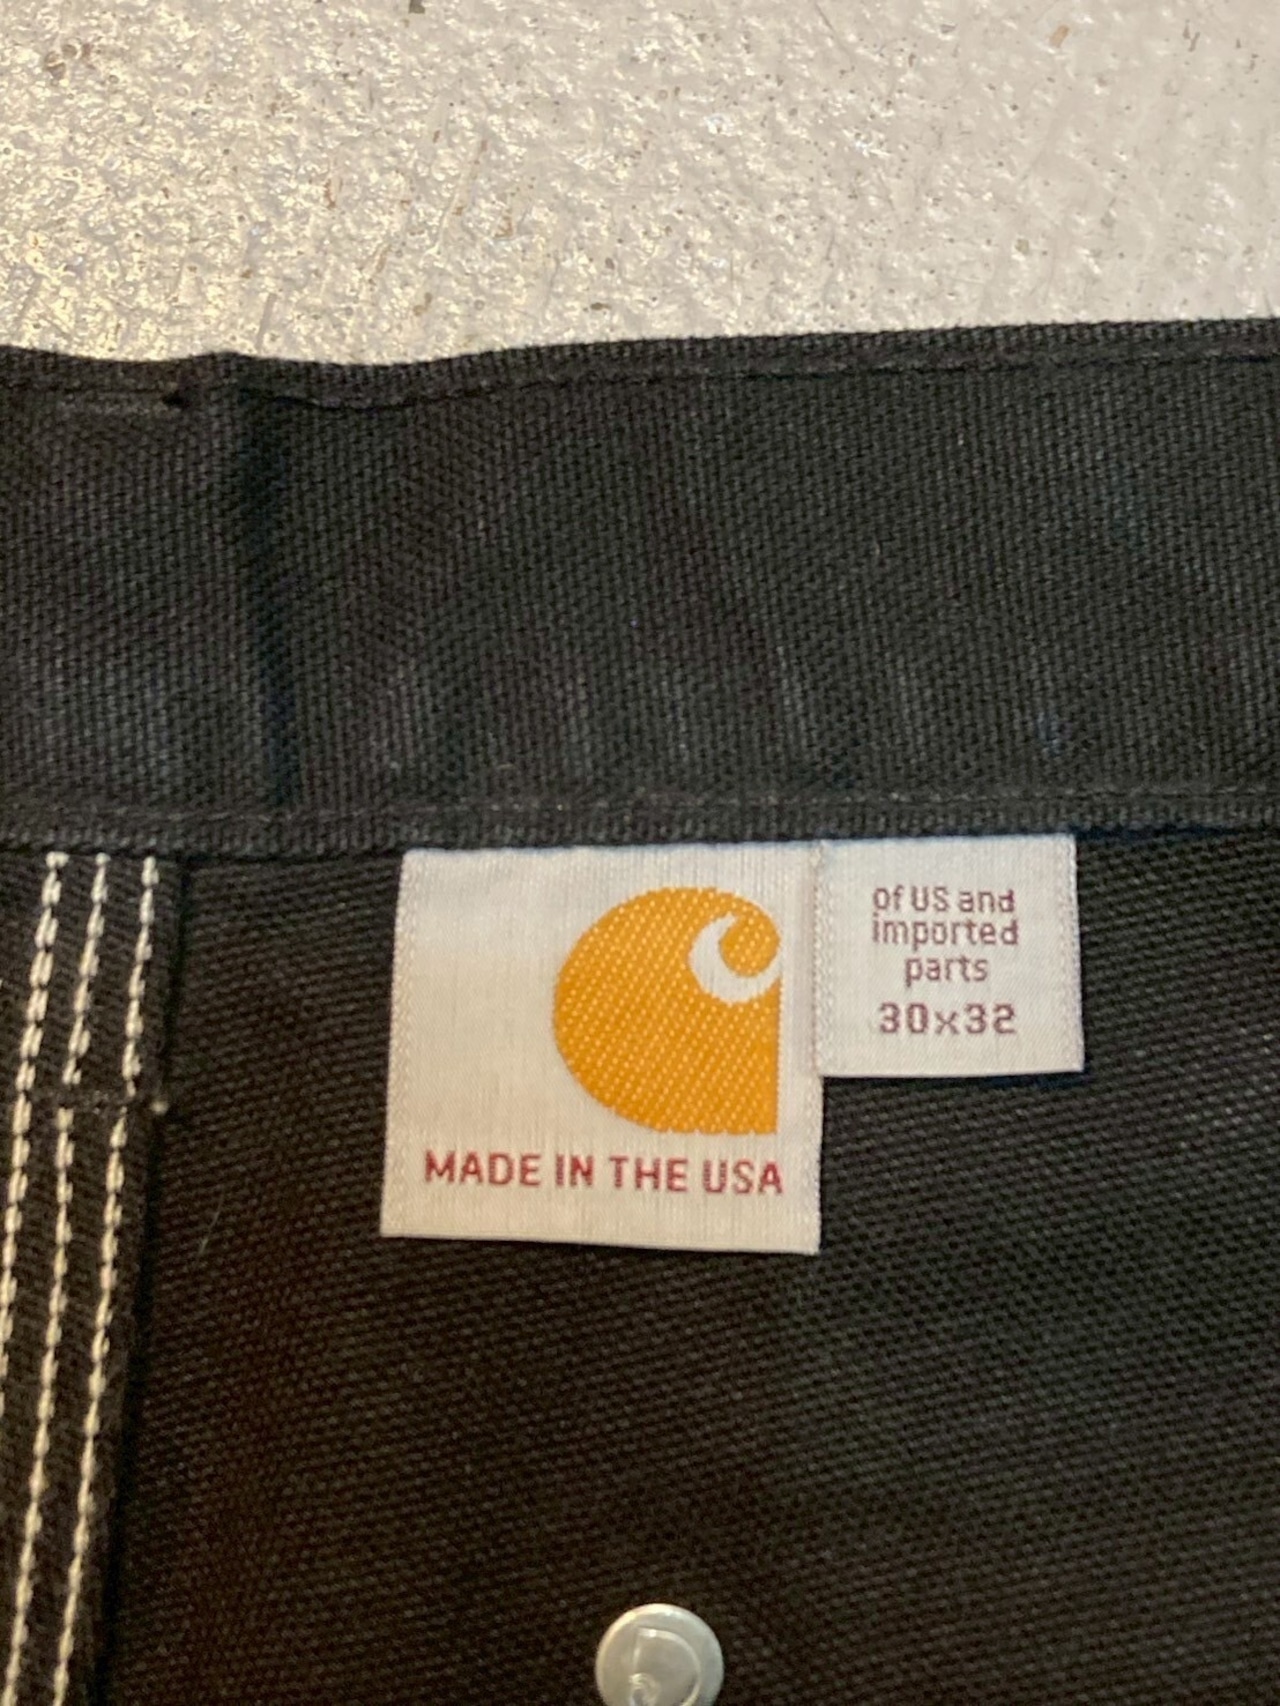 MADE IN THE USA
of US and
imported
parts
30x32